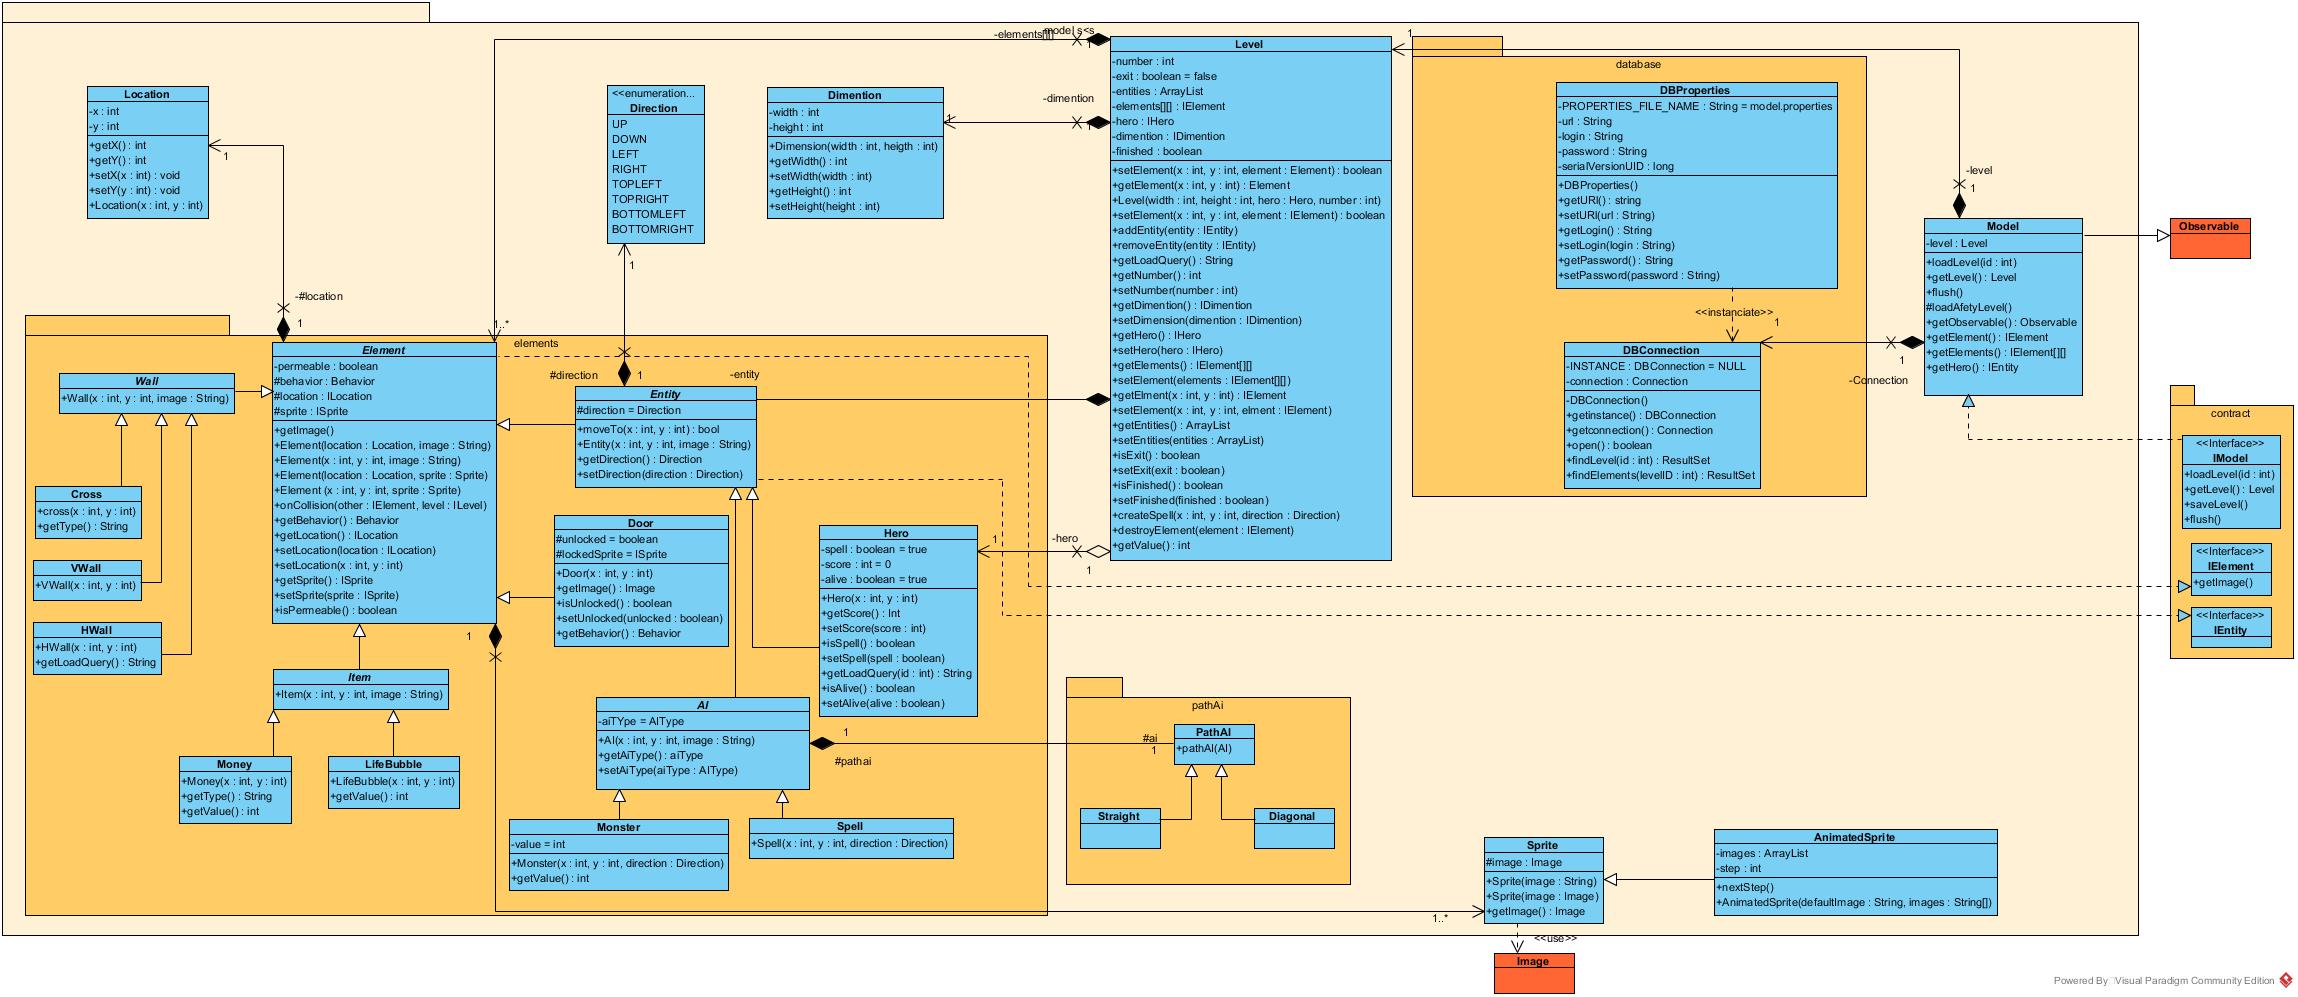 -elements[][]
1
Level
-number : int
-exit : boolean = false
-entities : ArrayList
-elements[][] : IElement
-hero : IHero
-dimention : IDimention
-finished : boolean
+setElement(x : int, y : int, element : Element) : boolean
+getElement(x : int, y : int) : Element
+Level(width : int, height : int, hero : Hero, number : int)
+setElement(x : int, y : int, element : IElement) : boolean
+addEntity(entity : IEntity)
+removeEntity(entity : IEntity)
+getLoadQuery() : String
+getNumber() : int
+setNumber(number : int)
+getDimention() : IDimention
+setDimension(dimention : IDimention)
+getHero() : IHero
+setHero(hero : IHero)
+getElements() : IElement[][]
+setElement(elements : IElement[][])
+getElment(x : int, y : int) : IElement
+setElement(x : int, y : int, elment : IElement)
+getEntities() : ArrayList
+setEntities(entities : ArrayList)
+isExit() : boolean
+setExit(exit : boolean)
+isFinished() : boolean
+setFinished(finished : boolean)
+createSpell(x : int, y : int, direction : Direction)
+destroyElement(element : IElement)
+getValue() : int
1
database
DBProperties
-PROPERTIES_FILE_NAME : String = model.properties
-url : String
-login : String
-password : String
-serialVersionUID : long
+DBProperties()
+getURl() : string
+setURl(url : String)
+getLogin() : String
+setLogin(login : String)
+getPassword() : String
+setPassword(password : String)
<<instanciate>>
1
DBConnection
-INSTANCE : DBConnection = NULL
-connection : Connection
-DBConnection()
+getinstance() : DBConnection
+getconnection() : Connection
+open() : boolean
+findLevel(id : int) : ResultSet
+findElements(levelID : int) : ResultSet
-level
1
Model
-level : Level
+loadLevel(id : int)
+getLevel() : Level
+flush()
#loadAfetyLevel()
+getObservable() : Observable
+getElement() : IElement
+getElements() : IElement[][]
+getHero() : IEntity
1
-Connection
Observable
contract
<<Interface>>
IModel
+loadLevel(id : int)
+getLevel() : Level
+saveLevel()
+flush()
<<Interface>>
IElement
+getImage()
<<Interface>>
IEntity
Location
-x : int
-y : int
+getX() : int
+getY() : int
+setX(x : int) : void
+setY(y : int) : void
+Location(x : int, y : int)
1
-#location
1
<<enumeration...
Direction
UP
DOWN
LEFT
RIGHT
TOPLEFT
TOPRIGHT
BOTTOMLEFT
BOTTOMRIGHT
1
Dimention
-width : int
-height : int
+Dimension(width : int, heigth : int)
+getWidth() : int
+setWidth(width : int)
+getHeight() : int
+setHeight(height : int)
-dimention
1
1
1..*
elements
#direction
1
-entity
Element
-permeable : boolean
#behavior : Behavior
#location : ILocation
#sprite : ISprite
+getImage()
+Element(location : Location, image : String)
+Element(x : int, y : int, image : String)
+Element(location : Location, sprite : Sprite)
+Element (x : int, y : int, sprite : Sprite)
+onCollision(other : IElement, level : ILevel)
+getBehavior() : Behavior
+getLocation() : ILocation
+setLocation(location : ILocation)
+setLocation(x : int, y : int)
+getSprite() : ISprite
+setSprite(sprite : ISprite)
+isPermeable() : boolean
1
Wall
+Wall(x : int, y : int, image : String)
Cross
+cross(x : int, y : int)
+getType() : String
VWall
+VWall(x : int, y : int)
HWall
+HWall(x : int, y : int)
+getLoadQuery() : String
Item
+Item(x : int, y : int, image : String)
Money
+Money(x : int, y : int)
+getType() : String
+getValue() : int
LifeBubble
+LifeBubble(x : int, y : int)
+getValue() : int
Entity
#direction = Direction
+moveTo(x : int, y : int) : bool
+Entity(x : int, y : int, image : String)
+getDirection() : Direction
+setDirection(direction : Direction)
Door
#unlocked = boolean
#lockedSprite = ISprite
+Door(x : int, y : int)
+getImage() : Image
+isUnlocked() : boolean
+setUnlocked(unlocked : boolean)
+getBehavior() : Behavior
Hero
-spell : boolean = true
-score : int = 0
-alive : boolean = true
+Hero(x : int, y : int)
+getScore() : Int
+setScore(score : int)
+isSpell() : boolean
+setSpell(spell : boolean)
+getLoadQuery(id : int) : String
+isAlive() : boolean
+setAlive(alive : boolean)
1
-hero
1
AI
-aiTYpe = AIType
+AI(x : int, y : int, image : String)
+getAiType() : aiType
+setAiType(aiType : AIType)
1
#pathai
Monster
-value = int
+Monster(x : int, y : int, direction : Direction)
+getValue() : int
Spell
+Spell(x : int, y : int, direction : Direction)
pathAi
#ai
1
PathAI
+pathAI(AI)
Straight
Diagonal
1..*
Sprite
#image : Image
+Sprite(image : String)
+Sprite(image : Image)
+getImage() : Image
AnimatedSprite
-images : ArrayList
-step : int
+nextStep()
+AnimatedSprite(defaultImage : String, images : String[])
<<use>>
Image
Powered By Visual Paradigm Community Edition